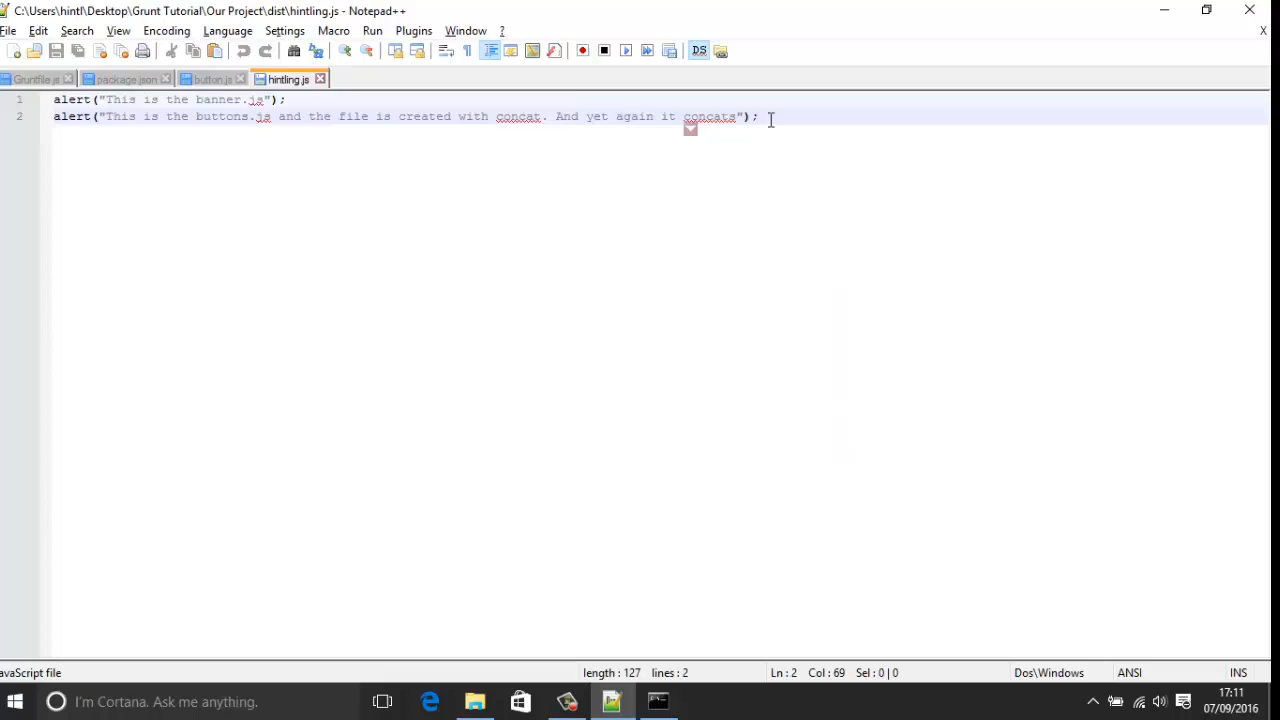 C:\Users\hintl\Desktop\Grunt Tutorial\Our Project\dist\hintling.js - Notepad++
File Edit Search View Encoding Language Settings Macro Run Plugins Window ?
X
Gruntfile.js package.json button.js hintling.js
1 alert("This is the banner.js");
2 alert("This is the buttons.js and the file is created with concat. And yet again it concats");
avaScript file length : 127 lines : 2 Ln : 2 Col : 69 Sel : 0 | 0 Dos\Windows ANSI INS
I'm Cortana. Ask me anything.
17:11
07/09/2016